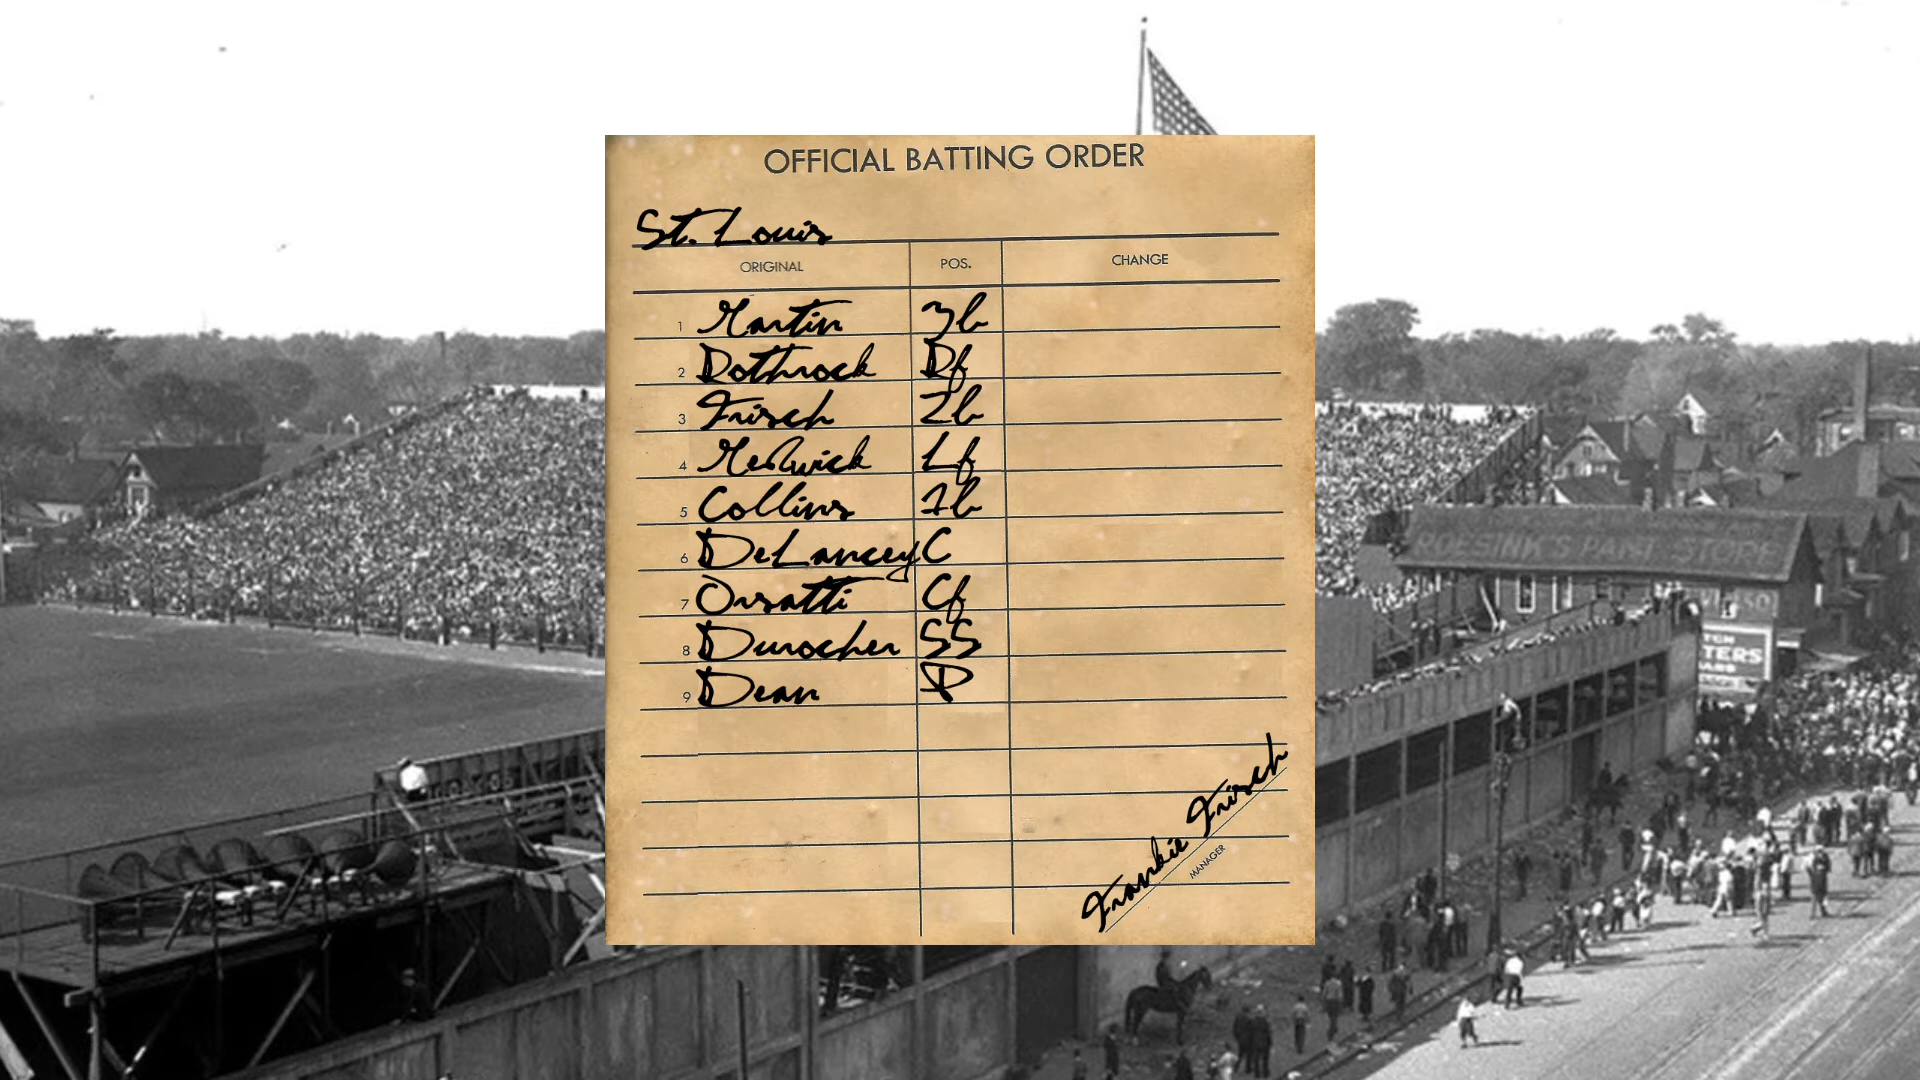 OFFICIAL BATTING ORDER
St. Louis
ORIGINAL POS. CHANGE
1 Martin 3b
2 Rothrock Rf
3 Frisch 2b
4 Medwick Lf
5 Collins 1b
6 DeLancey C
7 Orsatti Cf
8 Durocher SS
9 Dean P
Frankie Frisch
MANAGER
TERS